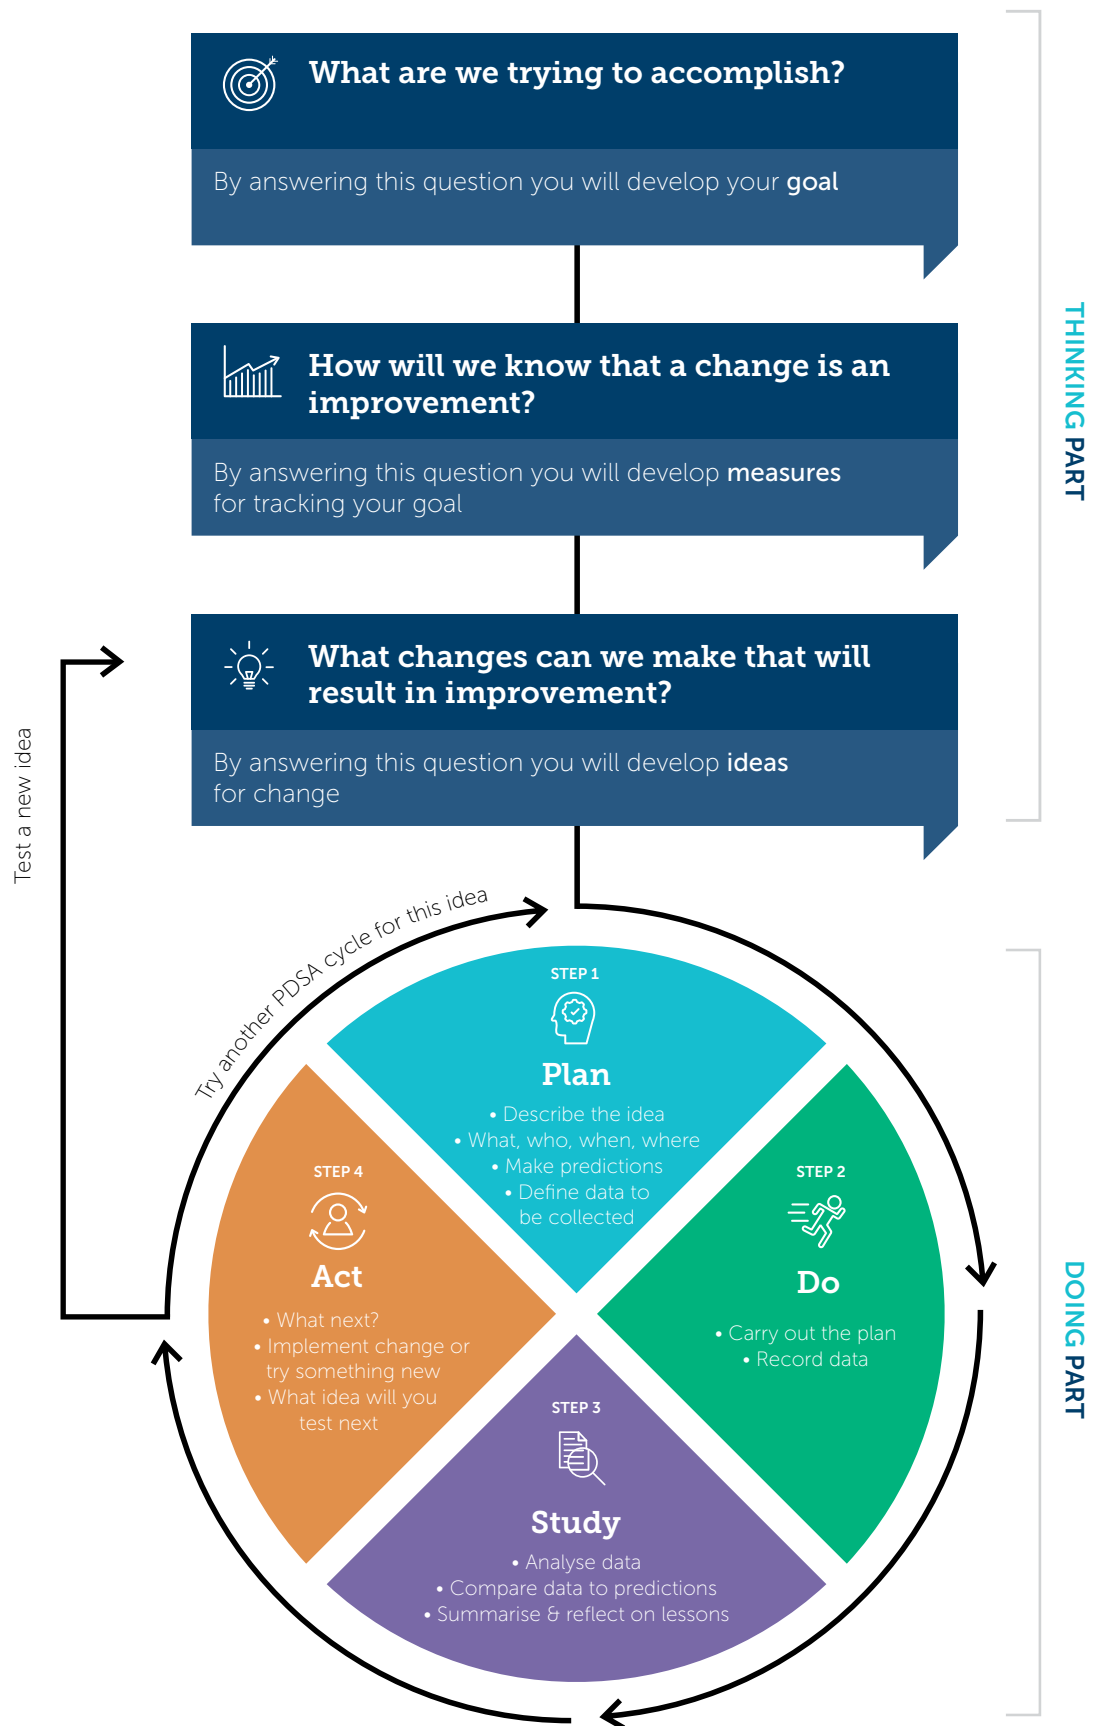 What are we trying to accomplish?
By answering this question you will develop your goal
How will we know that a change is an
improvement?
By answering this question you will develop measures
for tracking your goal
What changes can we make that will
result in improvement?
By answering this question you will develop ideas
for change
THINKING PART
Test a new idea
Try another PDSA cycle for this idea
STEP 1
Plan
• Describe the idea
• What, who, when, where
• Make predictions
• Define data to
be collected
STEP 2
Do
• Carry out the plan
• Record data
STEP 3
Study
• Analyse data
• Compare data to predictions
• Summarise & reflect on lessons
STEP 4
Act
• What next?
• Implement change or
try something new
• What idea will you
test next
DOING PART